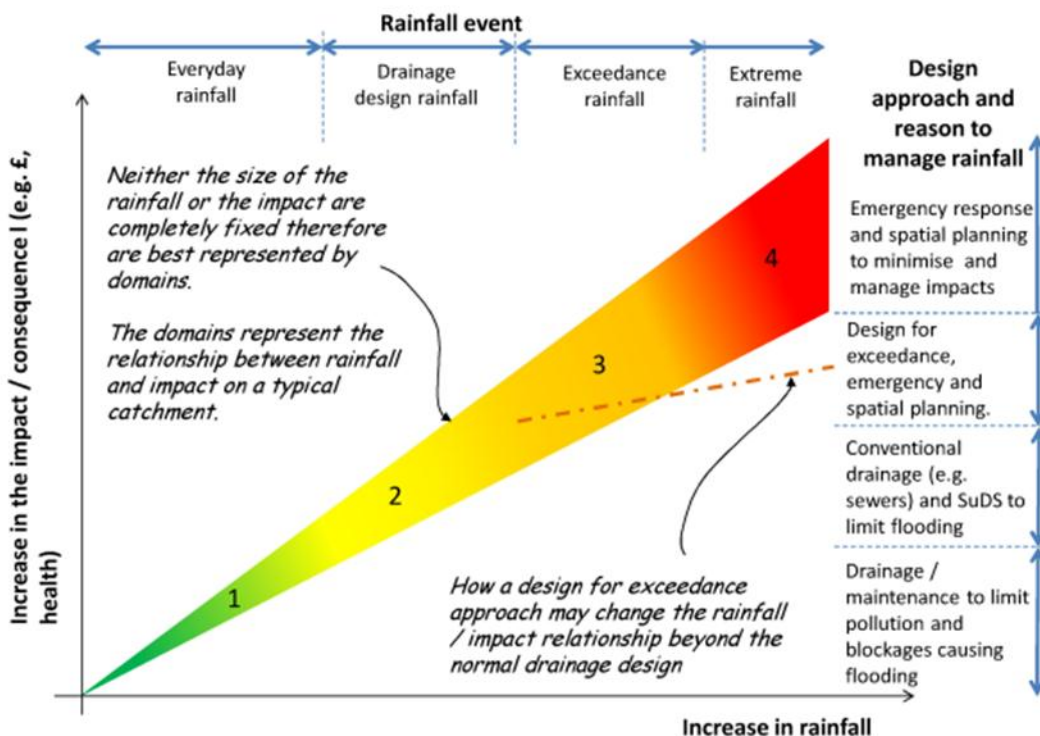 Rainfall event
Everyday
rainfall
Drainage
design rainfall
Exceedance
rainfall
Extreme
rainfall
Design
approach and
reason to
manage rainfall
Increase in the impact / consequence l (e.g. £,
health)
Neither the size of the
rainfall or the impact are
completely fixed therefore
are best represented by
domains.
The domains represent the
relationship between rainfall
and impact on a typical
catchment.
1
2
3
4
How a design for exceedance
approach may change the rainfall
/ impact relationship beyond the
normal drainage design
Emergency response
and spatial planning
to minimise and
manage impacts
Design for
exceedance,
emergency and
spatial planning.
Conventional
drainage (e.g.
sewers) and SuDS to
limit flooding
Drainage /
maintenance to limit
pollution and
blockages causing
flooding
Increase in rainfall